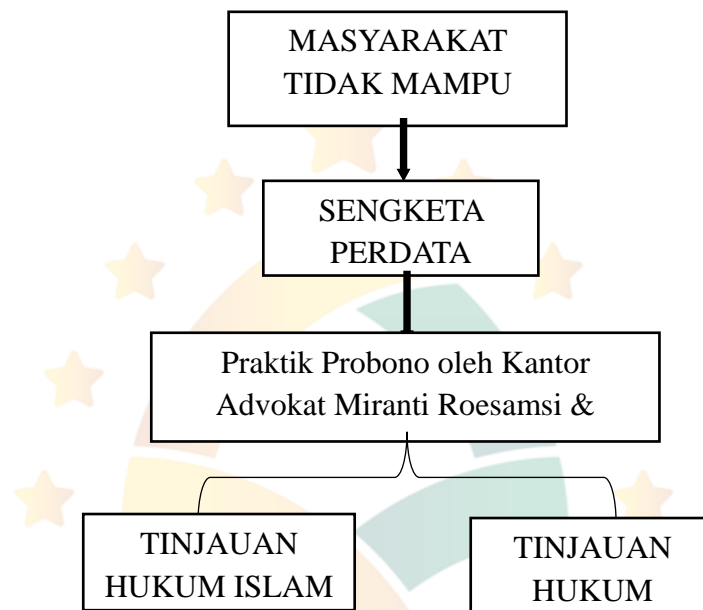 MASYARAKAT
TIDAK MAMPU
SENGKETA
PERDATA
Praktik Probono oleh Kantor
Advokat Miranti Roesamsi &
TINJAUAN
HUKUM ISLAM
TINJAUAN
HUKUM